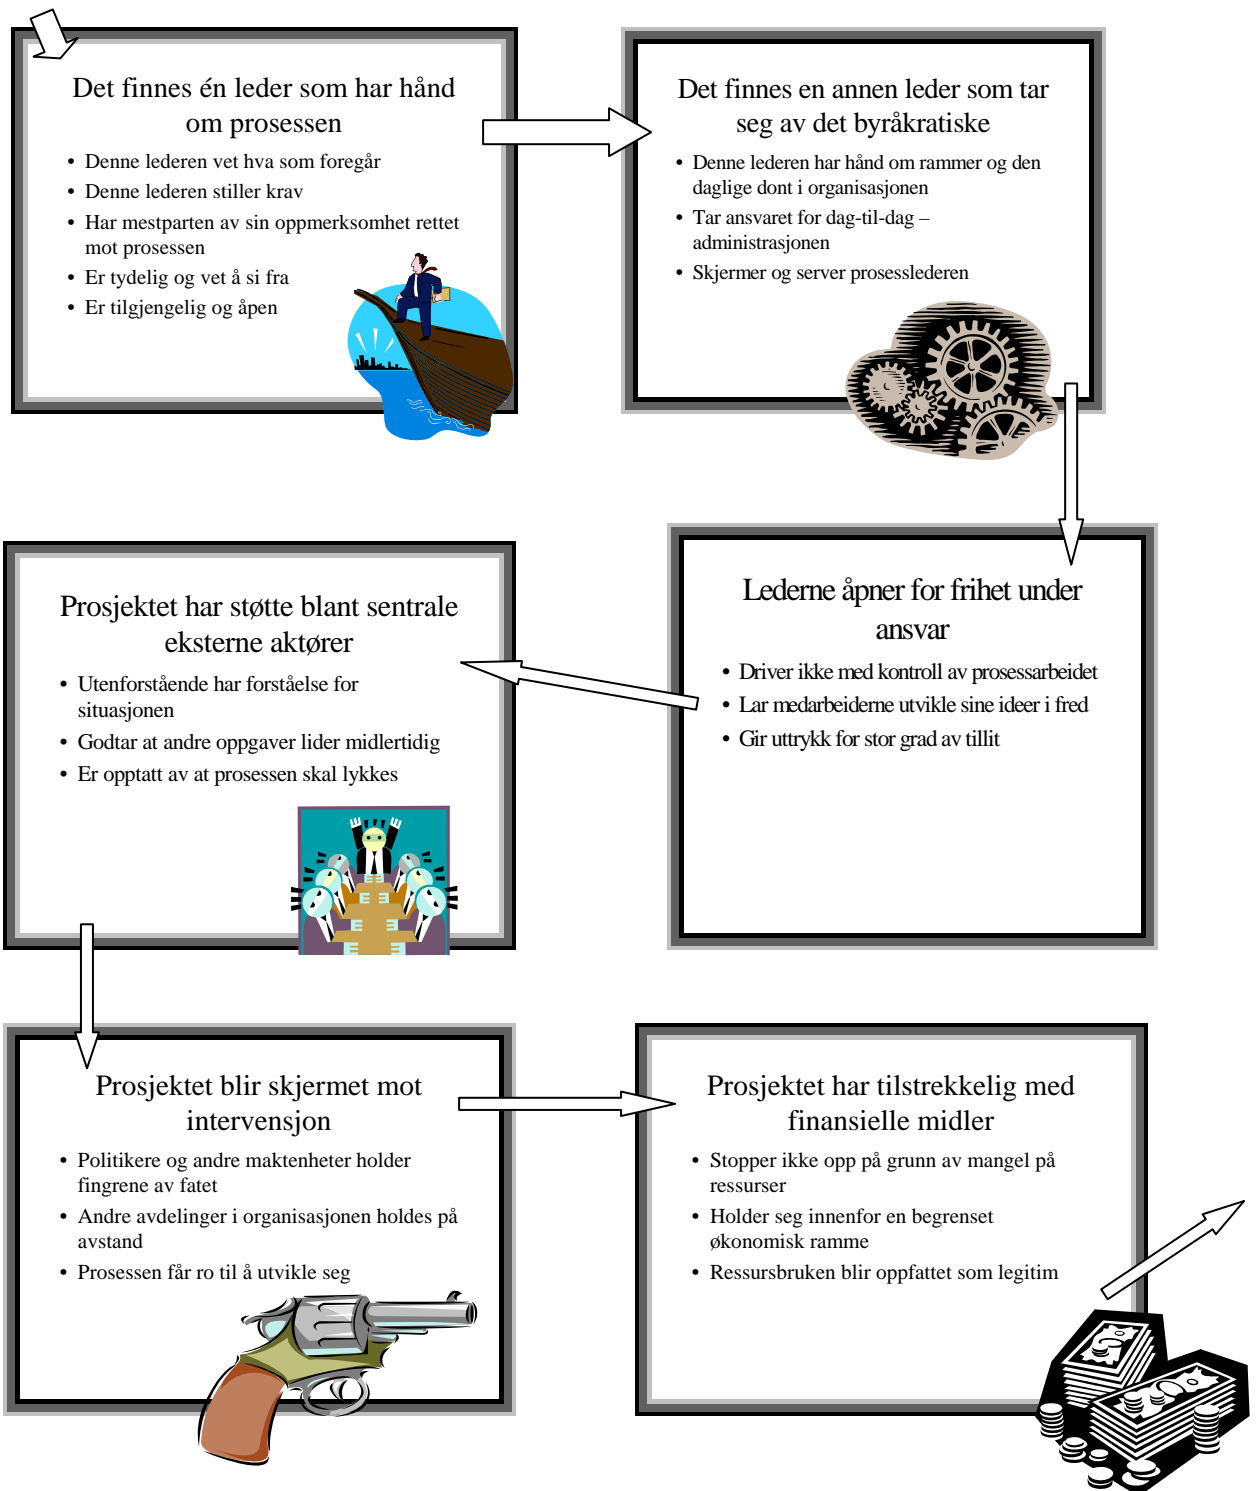 Det finnes én leder som har hånd
om prosessen
• Denne lederen vet hva som foregår
• Denne lederen stiller krav
• Har mestparten av sin oppmerksomhet rettet
mot prosessen
• Er tydelig og vet å si fra
• Er tilgjengelig og åpen
Det finnes en annen leder som tar
seg av det byråkratiske
• Denne lederen har hånd om rammer og den
daglige dont i organisasjonen
• Tar ansvaret for dag-til-dag –
administrasjonen
• Skjermer og server prosesslederen
Lederne åpner for frihet under
ansvar
• Driver ikke med kontroll av prosessarbeidet
• Lar medarbeiderne utvikle sine ideer i fred
• Gir uttrykk for stor grad av tillit
Prosjektet har støtte blant sentrale
eksterne aktører
• Utenforstående har forståelse for
situasjonen
• Godtar at andre oppgaver lider midlertidig
• Er opptatt av at prosessen skal lykkes
Prosjektet blir skjermet mot
intervensjon
• Politikere og andre maktenheter holder
fingrene av fatet
• Andre avdelinger i organisasjonen holdes på
avstand
• Prosessen får ro til å utvikle seg
Prosjektet har tilstrekkelig med
finansielle midler
• Stopper ikke opp på grunn av mangel på
ressurser
• Holder seg innenfor en begrenset
økonomisk ramme
• Ressursbruken blir oppfattet som legitim